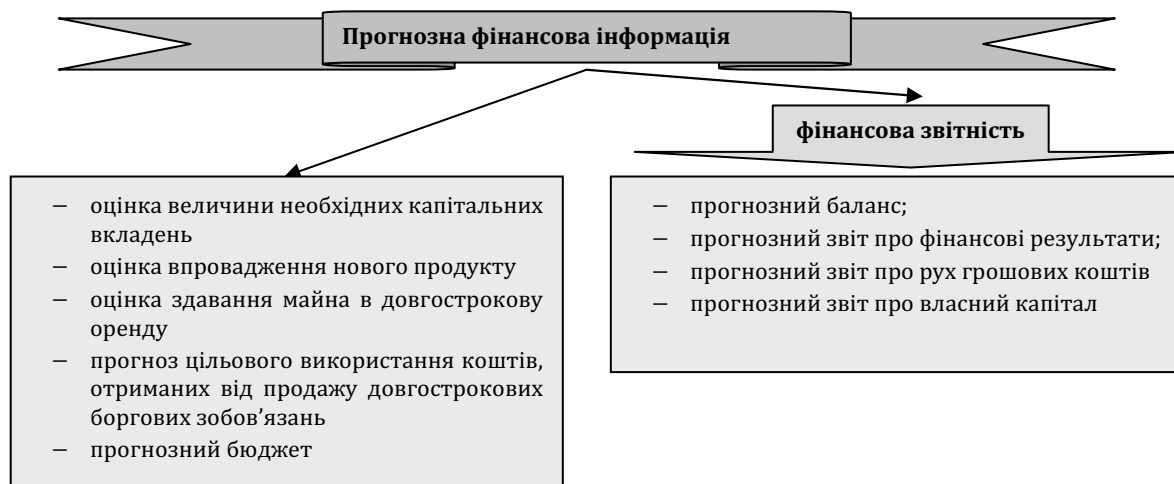 Прогнозна фінансова інформація
фінансова звітність
– оцінка величини необхідних капітальних
вкладень
– оцінка впровадження нового продукту
– оцінка здавання майна в довгострокову
оренду
– прогноз цільового використання коштів,
отриманих від продажу довгострокових
боргових зобов’язань
– прогнозний бюджет
– прогнозний баланс;
– прогнозний звіт про фінансові результати;
– прогнозний звіт про рух грошових коштів
– прогнозний звіт про власний капітал